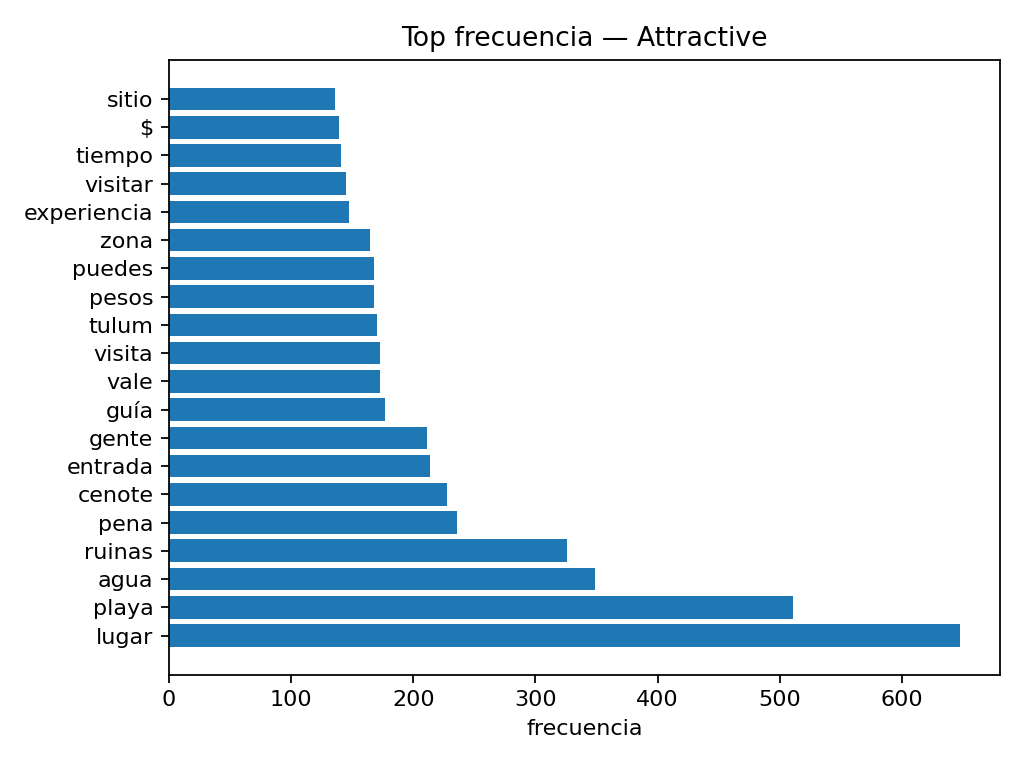 Top frecuencia — Attractive
sitio
$
tiempo
visitar
experiencia
zona
puedes
pesos
tulum
visita
vale
guía
gente
entrada
cenote
pena
ruinas
agua
playa
lugar
0 100 200 300 400 500 600
frecuencia